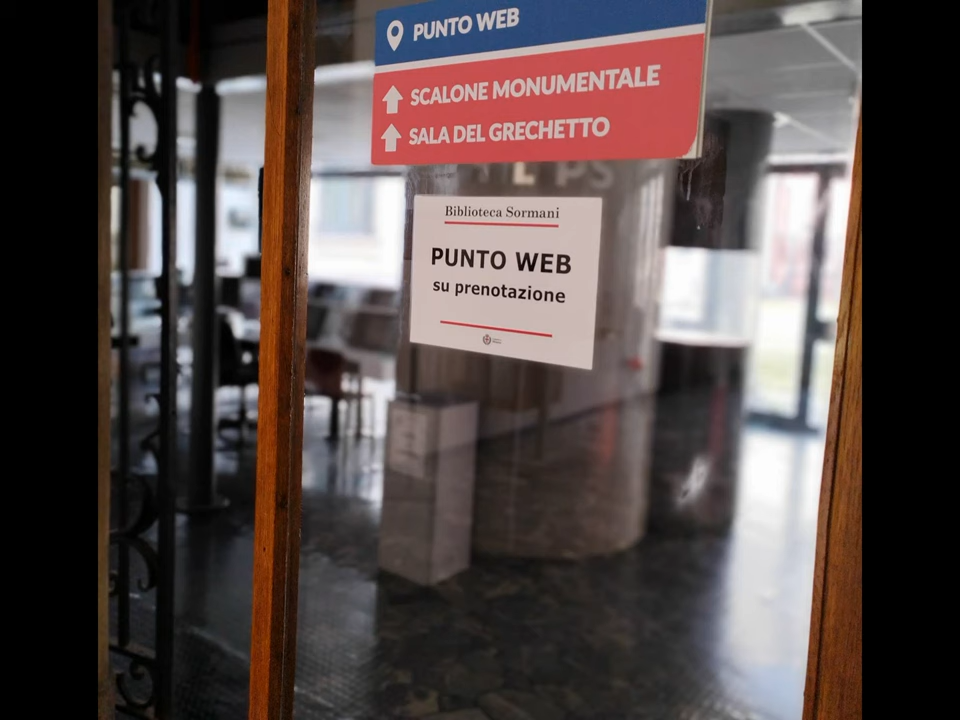 PUNTO WEB
SCALONE MONUMENTALE
SALA DEL GRECHETTO
Biblioteca Sormani
PUNTO WEB
su prenotazione